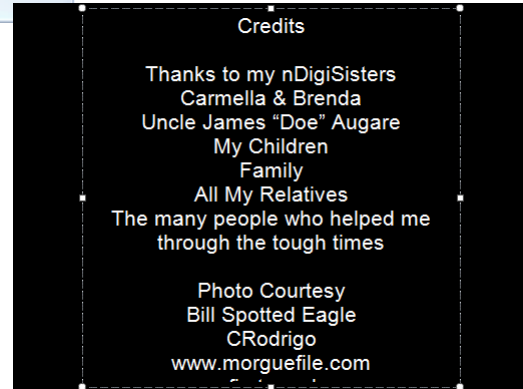 Credits
Thanks to my nDigiSisters
Carmella & Brenda
Uncle James “Doe” Augare
My Children
Family
All My Relatives
The many people who helped me
through the tough times
Photo Courtesy
Bill Spotted Eagle
CRodrigo
www.morguefile.com